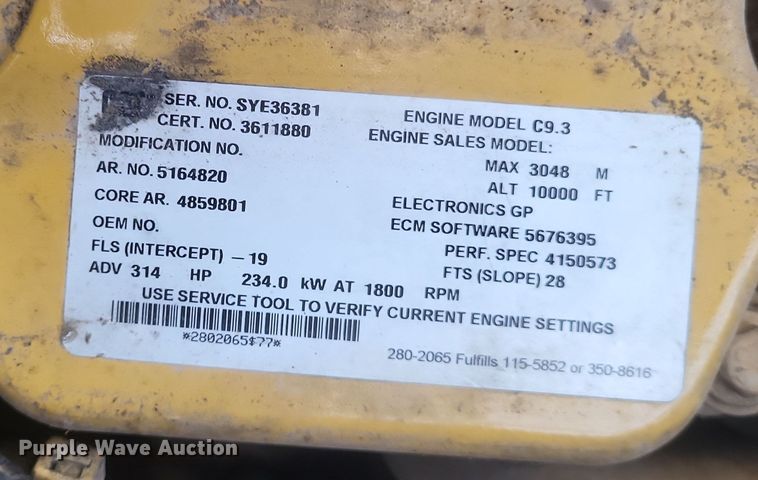 SER. NO. SYE36381
ENGINE MODEL C9.3
CERT. NO. 3611880
ENGINE SALES MODEL:
MODIFICATION NO.
MAX 3048 M
ALT 10000 FT
AR. NO. 5164820
ELECTRONICS GP
CORE AR. 4859801
ECM SOFTWARE 5676395
OEM NO.
PERF. SPEC 4150573
FLS (INTERCEPT) -19
FTS (SLOPE) 28
ADV 314 HP 234.0 kW AT 1800 RPM
USE SERVICE TOOL TO VERIFY CURRENT ENGINE SETTINGS
*2802065$77*
280-2065 Fulfills 115-5852 or 350-8616
Purple Wave Auction